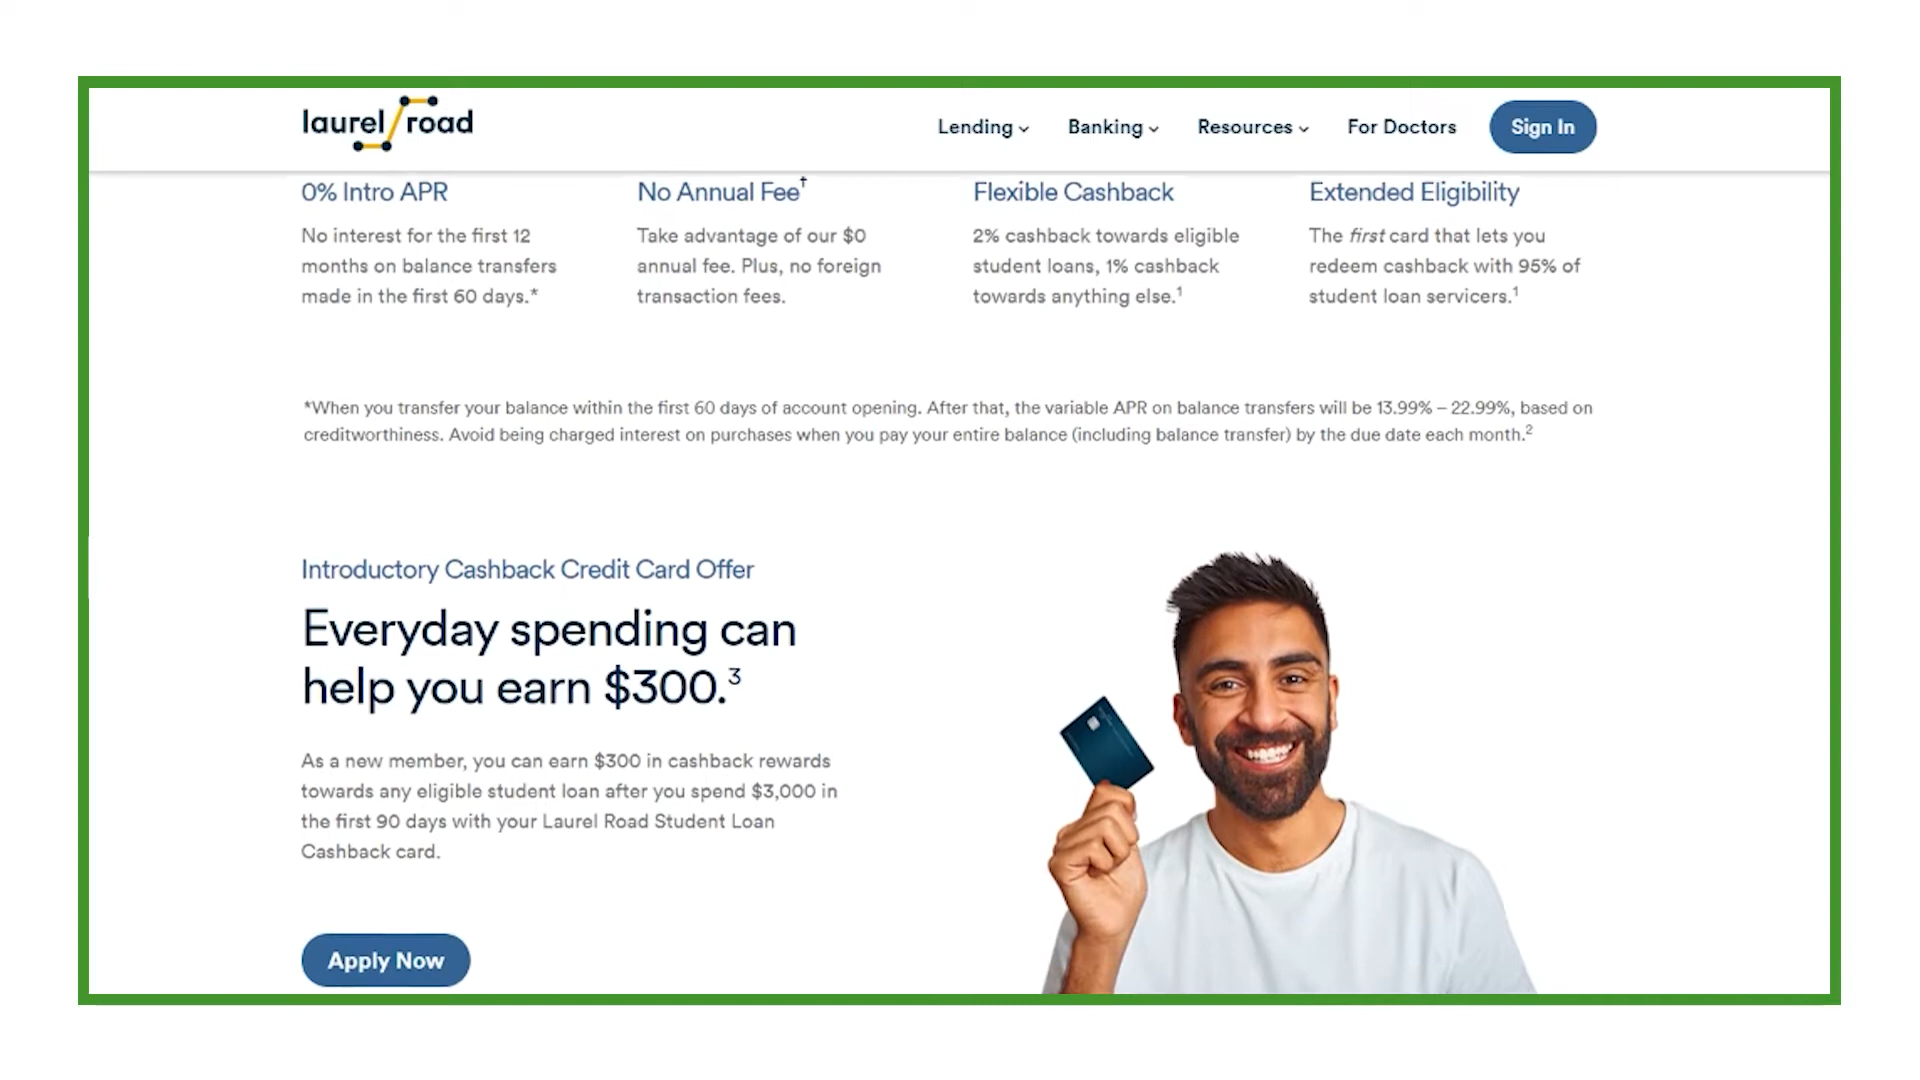 laurel road
Lending
Banking
Resources
For Doctors
Sign In
0% Intro APR
No interest for the first 12
months on balance transfers
made in the first 60 days.*
No Annual Fee†
Take advantage of our $0
annual fee. Plus, no foreign
transaction fees.
Flexible Cashback
2% cashback towards eligible
student loans, 1% cashback
towards anything else.1
Extended Eligibility
The first card that lets you
redeem cashback with 95% of
student loan servicers.1
*When you transfer your balance within the first 60 days of account opening. After that, the variable APR on balance transfers will be 13.99% – 22.99%, based on
creditworthiness. Avoid being charged interest on purchases when you pay your entire balance (including balance transfer) by the due date each month.2
Introductory Cashback Credit Card Offer
Everyday spending can
help you earn $300.3
As a new member, you can earn $300 in cashback rewards
towards any eligible student loan after you spend $3,000 in
the first 90 days with your Laurel Road Student Loan
Cashback card.
Apply Now